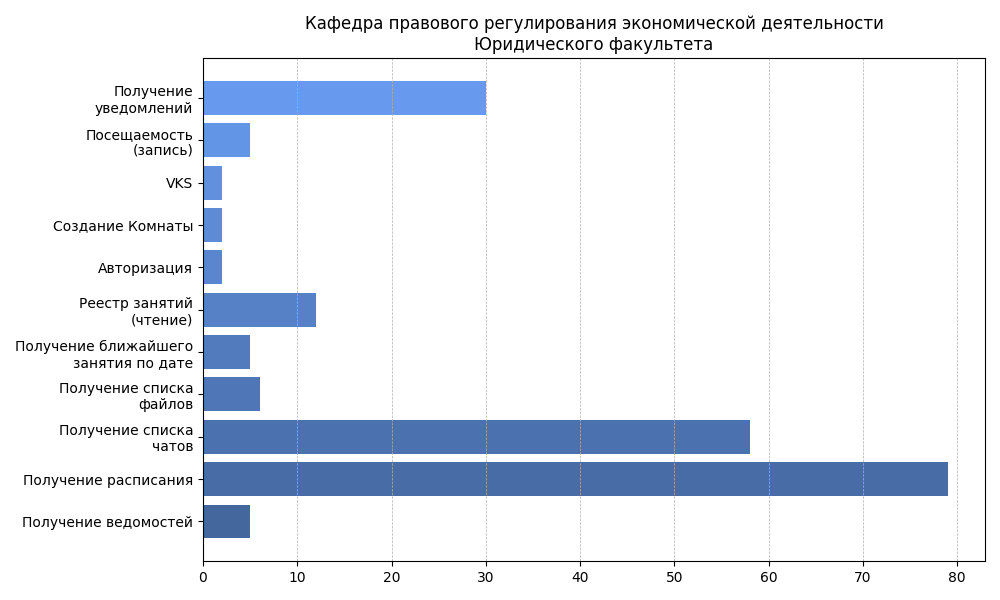 Кафедра правового регулирования экономической деятельности
Юридического факультета
Получение
уведомлений
Посещаемость
(запись)
VKS
Создание Комнаты
Авторизация
Реестр занятий
(чтение)
Получение ближайшего
занятия по дате
Получение списка
файлов
Получение списка
чатов
Получение расписания
Получение ведомостей
0 10 20 30 40 50 60 70 80